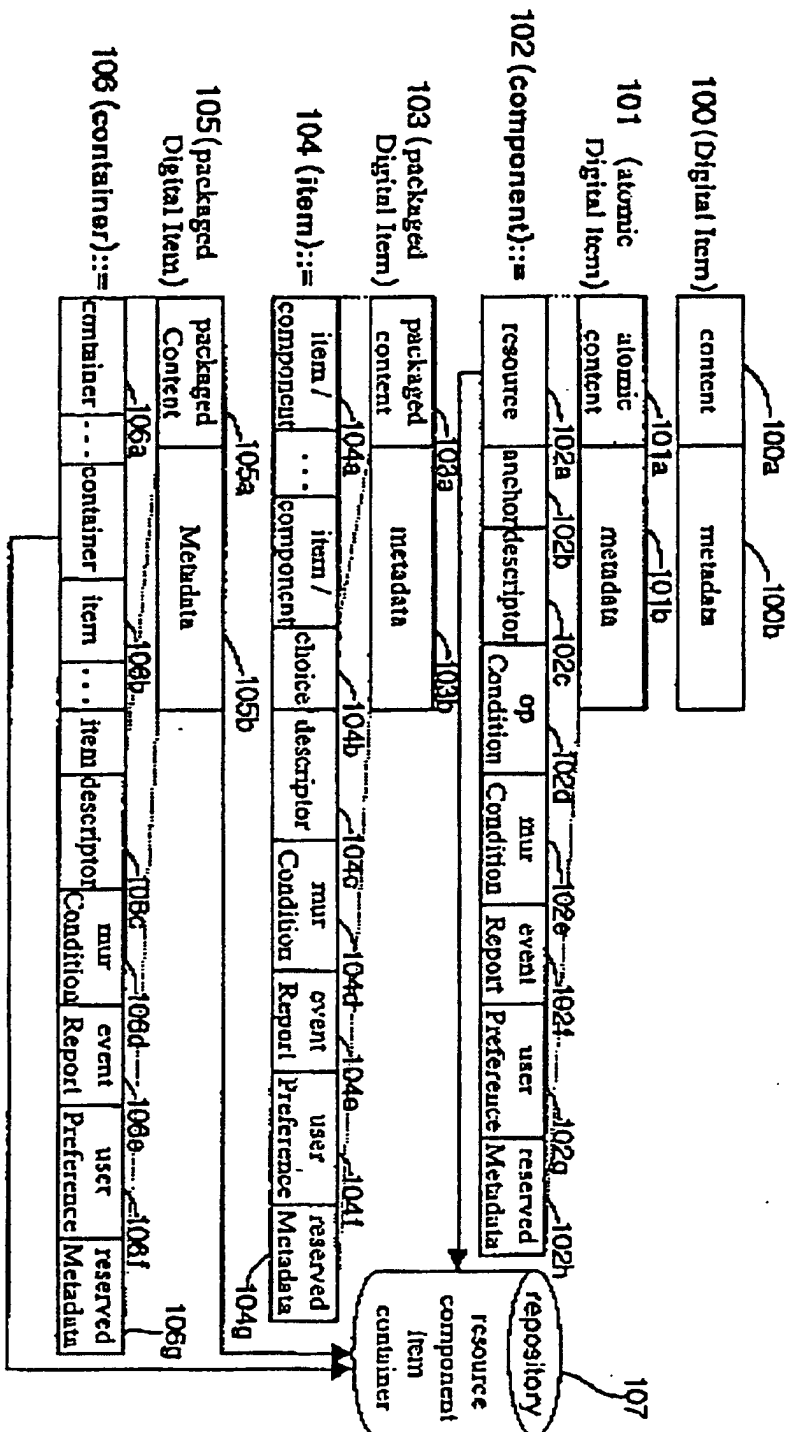 100 (Digital Item)
content
metadata
100a
100b
101 (atomic
Digital Item)
atomic
content
metadata
101a
101b
102 (component)::=
resource
anchor
descriptor
op
Condition
mur
Condition
event
Report
user
Preference
reserved
Metadata
102a
102b
102c
102d
102e
102f
102g
102h
103 (packaged
Digital Item)
packaged
content
metadata
103a
103b
104 (item)::=
item /
component
...
item /
component
choice
descriptor
mur
Condition
event
Report
user
Preference
reserved
Metadata
104a
104b
104c
104d
104e
104f
104g
105 (packaged
Digital Item)
packaged
Content
Metadata
105a
105b
106 (container)::=
container
...
container
item
...
item
descriptor
mur
Condition
event
Report
user
Preference
reserved
Metadata
106a
106b
106c
106d
106e
106f
106g
repository
resource
component
item
container
107